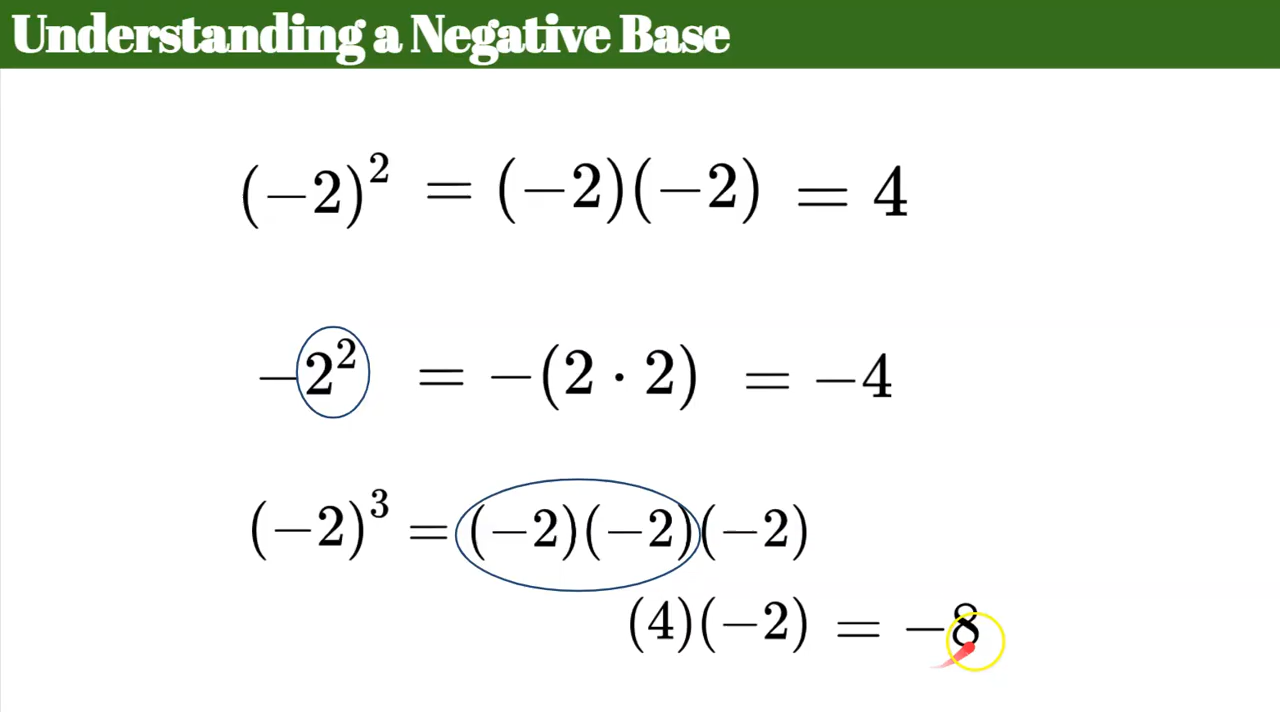 Understanding a Negative Base
(−2)² = (−2)(−2) = 4
−2² = −(2 · 2) = −4
(−2)³ = (−2)(−2)(−2)
(4)(−2) = −8